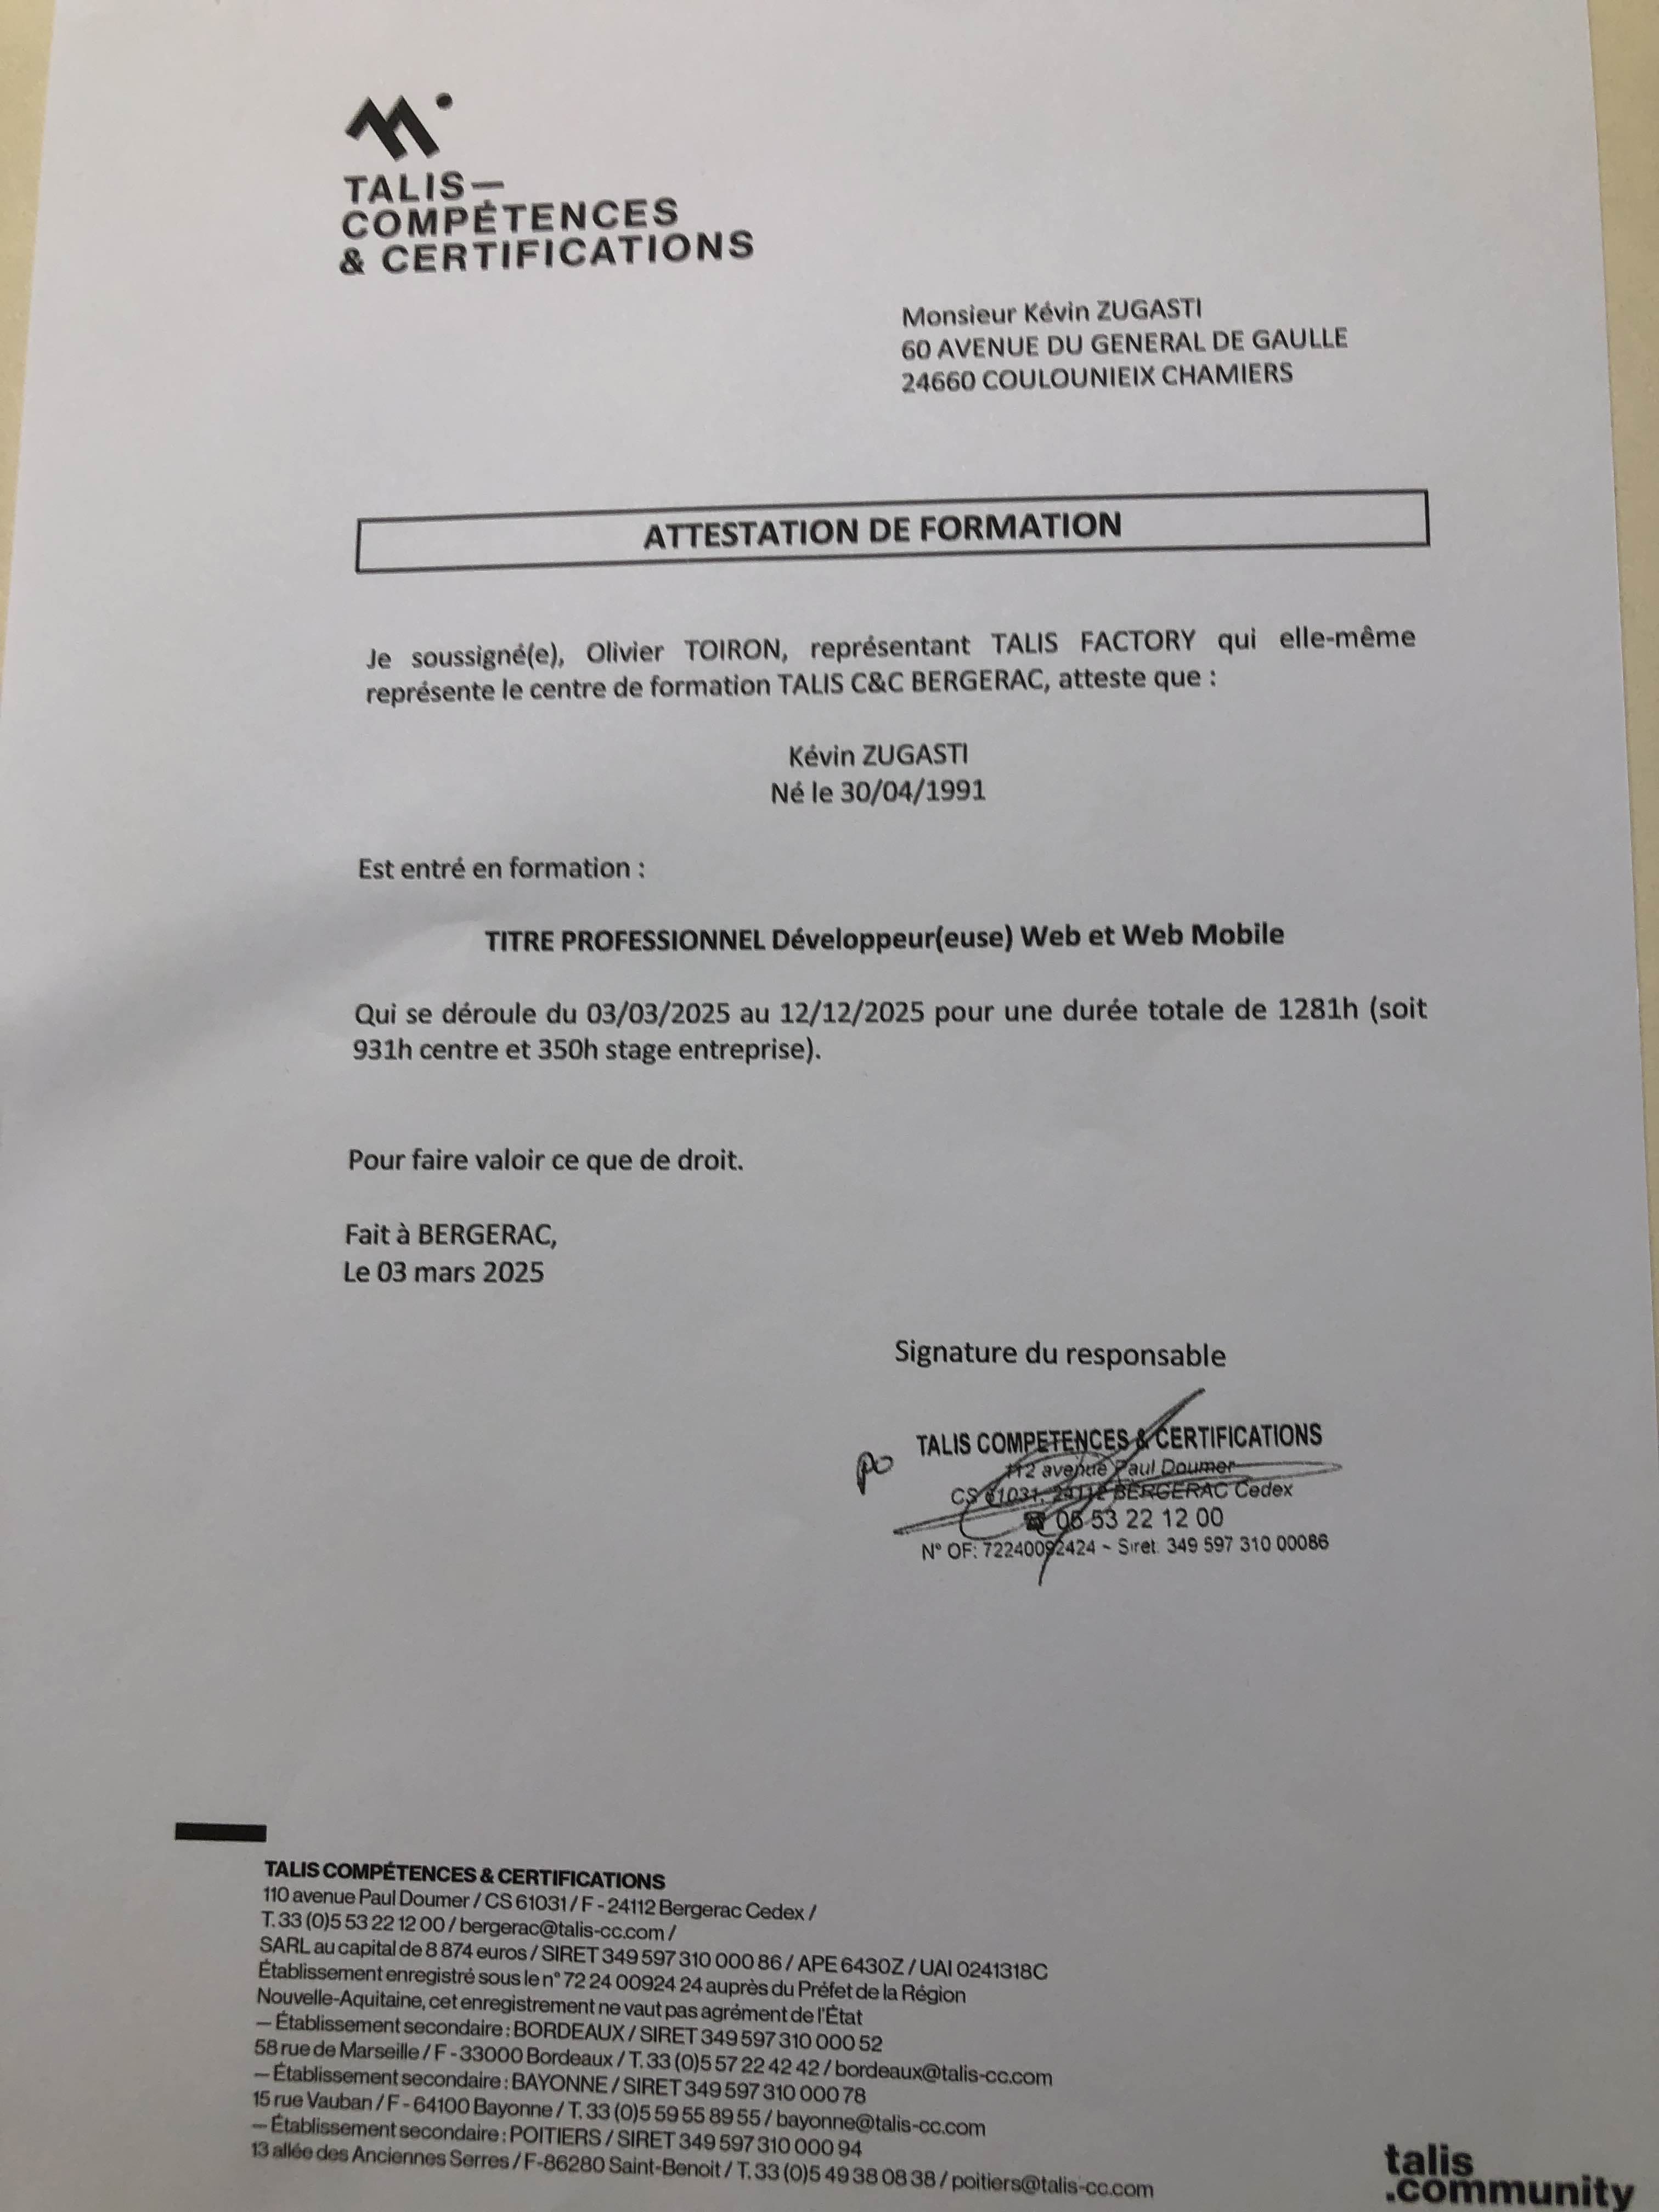 TALIS—
COMPÉTENCES
& CERTIFICATIONS
Monsieur Kévin ZUGASTI
60 AVENUE DU GENERAL DE GAULLE
24660 COULOUNIEIX CHAMIERS
ATTESTATION DE FORMATION
Je soussigné(e), Olivier TOIRON, représentant TALIS FACTORY qui elle-même
représente le centre de formation TALIS C&C BERGERAC, atteste que :
Kévin ZUGASTI
Né le 30/04/1991
Est entré en formation :
TITRE PROFESSIONNEL Développeur(euse) Web et Web Mobile
Qui se déroule du 03/03/2025 au 12/12/2025 pour une durée totale de 1281h (soit
931h centre et 350h stage entreprise).
Pour faire valoir ce que de droit.
Fait à BERGERAC,
Le 03 mars 2025
Signature du responsable
po
TALIS COMPETENCES & CERTIFICATIONS
112 avenue Paul Doumer
CS 61031, 24112 BERGERAC Cedex
☎ 05 53 22 12 00
N° OF: 72240092424 ~ Siret. 349 597 310 00086
TALIS COMPÉTENCES & CERTIFICATIONS
110 avenue Paul Doumer / CS 61031 / F - 24112 Bergerac Cedex /
T. 33 (0)5 53 22 12 00 / bergerac@talis-cc.com /
SARL au capital de 8 874 euros / SIRET 349 597 310 000 86 / APE 6430Z / UAI 0241318C
Établissement enregistré sous le n° 72 24 00924 24 auprès du Préfet de la Région
Nouvelle-Aquitaine, cet enregistrement ne vaut pas agrément de l'État
— Établissement secondaire : BORDEAUX / SIRET 349 597 310 000 52
58 rue de Marseille / F - 33000 Bordeaux / T. 33 (0)5 57 22 42 42 / bordeaux@talis-cc.com
— Établissement secondaire : BAYONNE / SIRET 349 597 310 000 78
15 rue Vauban / F - 64100 Bayonne / T. 33 (0)5 59 55 89 55 / bayonne@talis-cc.com
— Établissement secondaire : POITIERS / SIRET 349 597 310 000 94
13 allée des Anciennes Serres / F-86280 Saint-Benoit / T. 33 (0)5 49 38 08 38 / poitiers@talis-cc.com
talis
.community